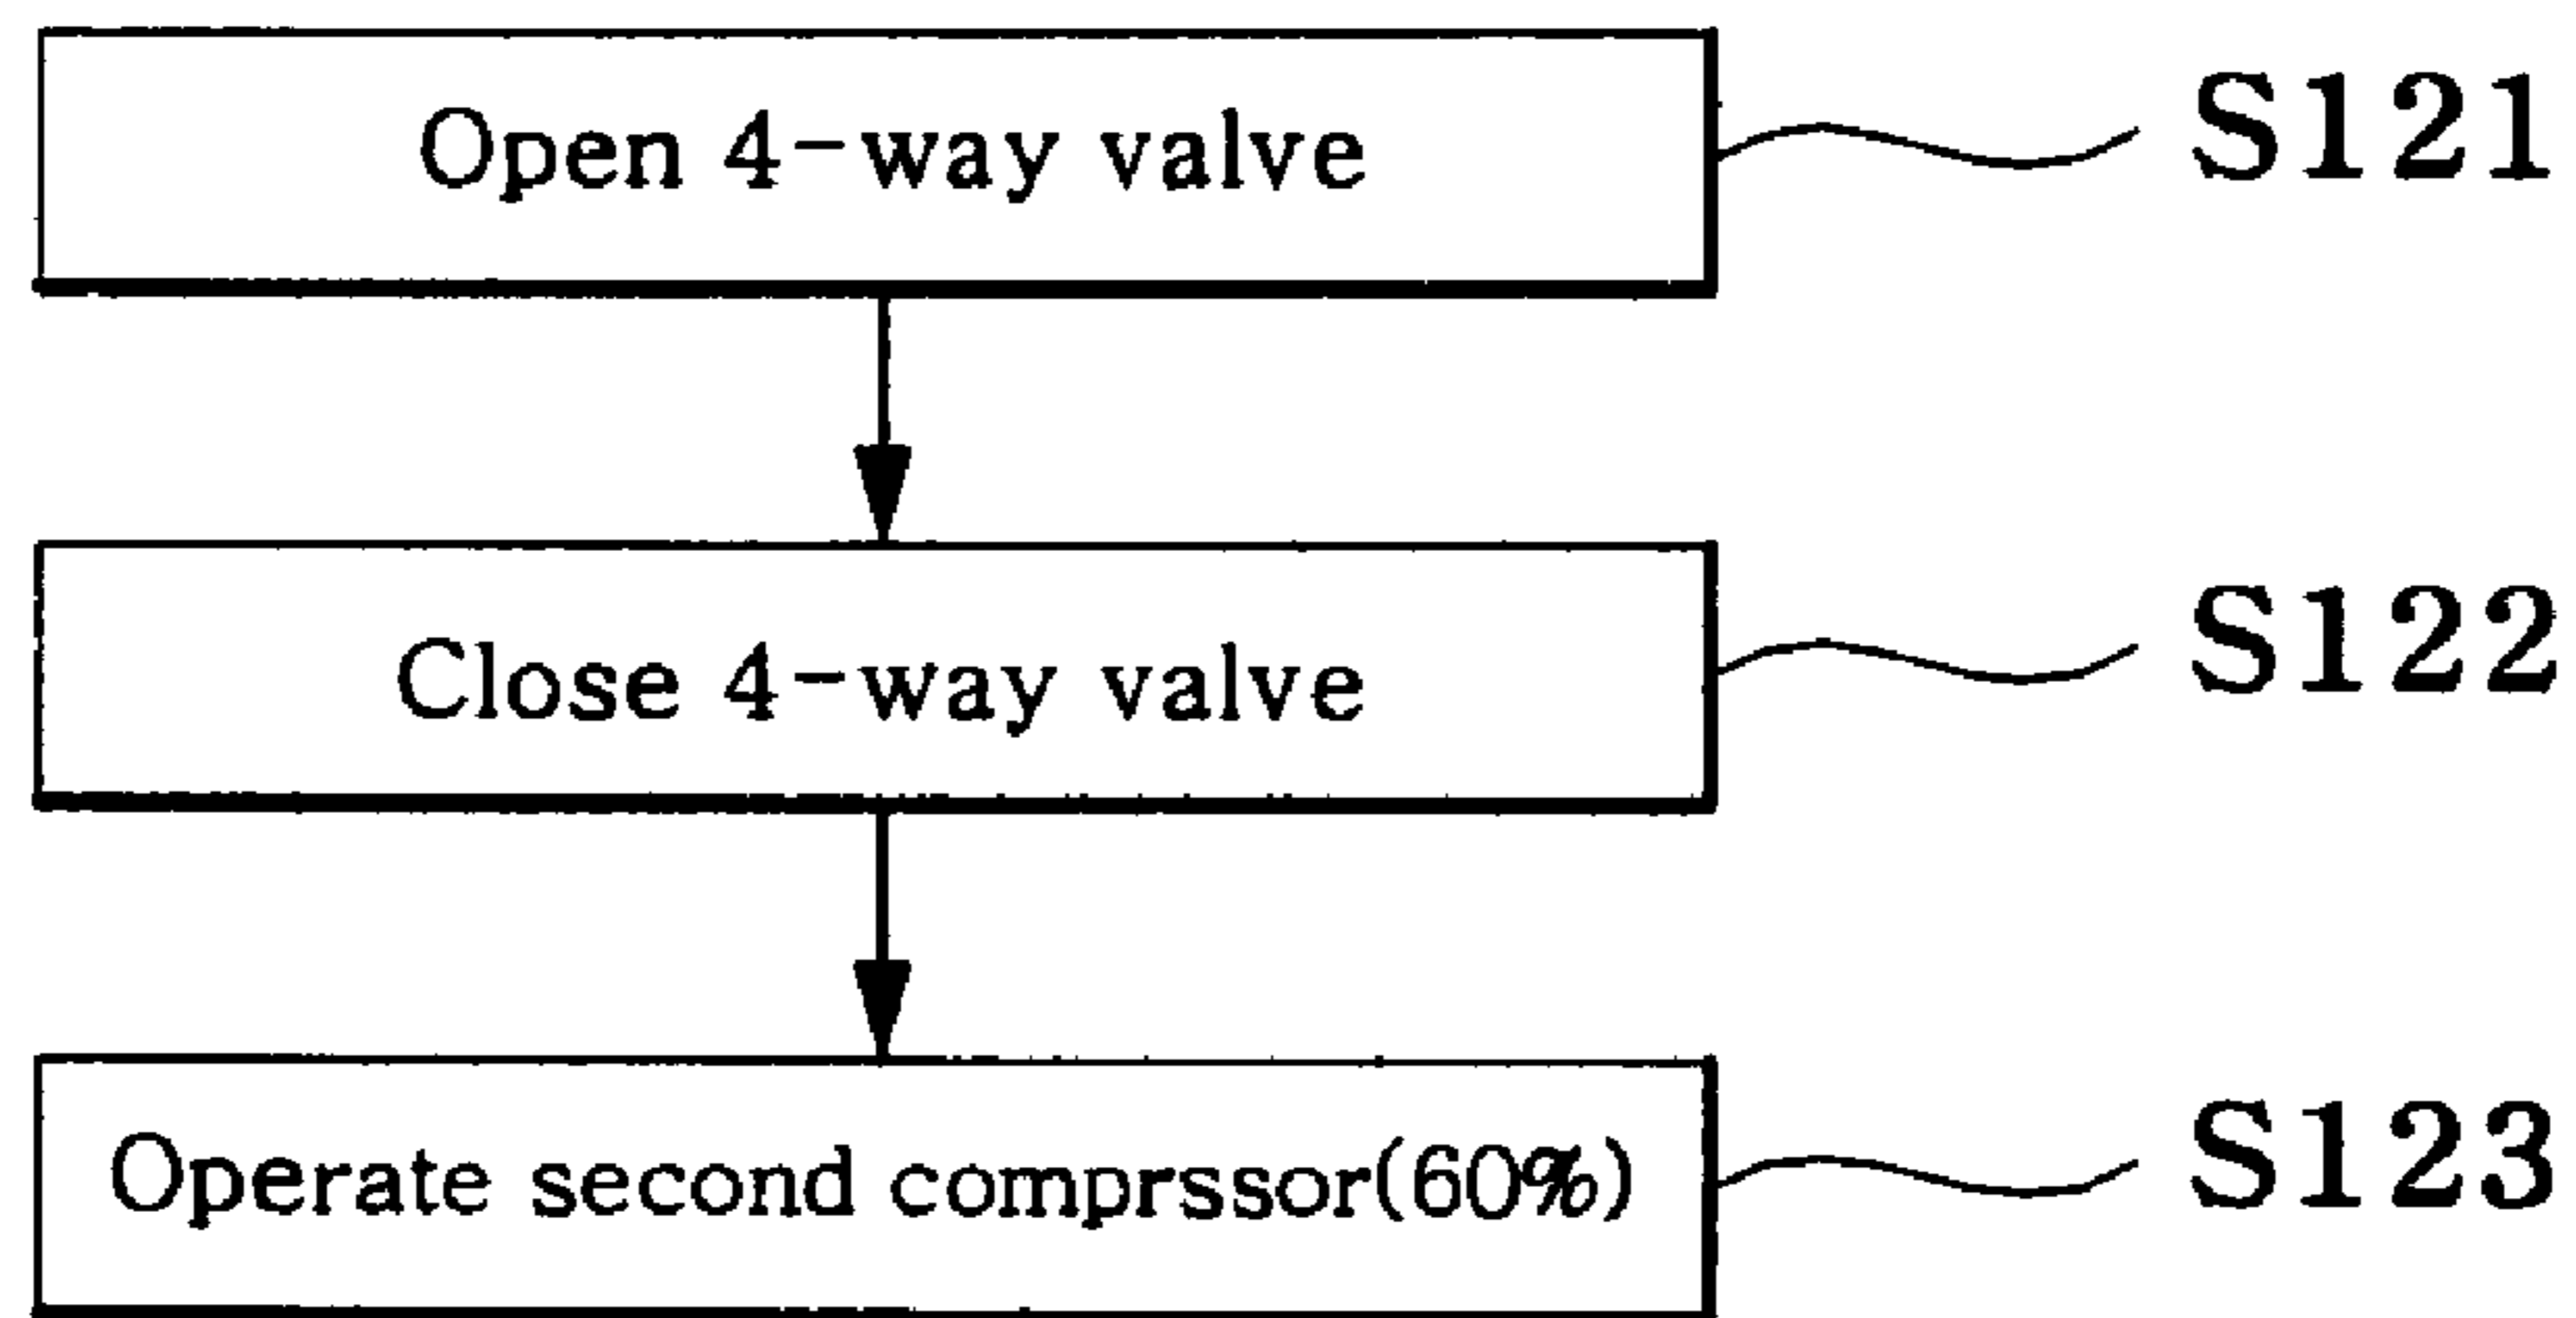 Open 4-way valve S121
Close 4-way valve S122
Operate second comprssor(60%) S123